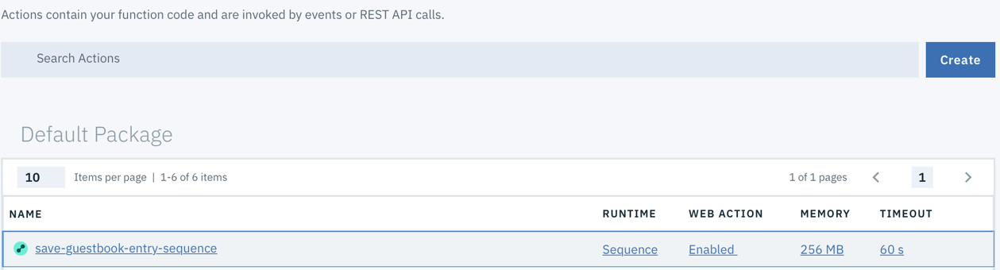 Actions contain your function code and are invoked by events or REST API calls.
Search Actions
Create
Default Package
10 Items per page | 1-6 of 6 items 1 of 1 pages 1
NAME RUNTIME WEB ACTION MEMORY TIMEOUT
save-guestbook-entry-sequence Sequence Enabled 256 MB 60 s